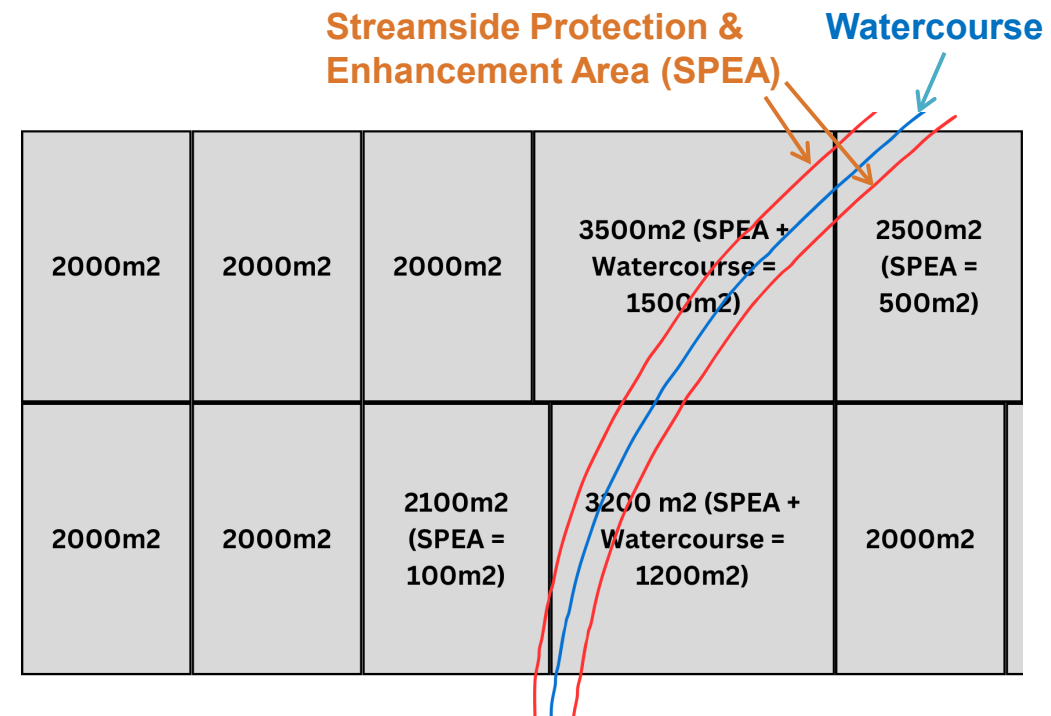 Streamside Protection &
Enhancement Area (SPEA)
Watercourse
2000m2
2000m2
2000m2
3500m2 (SPEA +
Watercourse =
1500m2)
2500m2
(SPEA =
500m2)
2000m2
2000m2
2100m2
(SPEA =
100m2)
3200 m2 (SPEA +
Watercourse =
1200m2)
2000m2